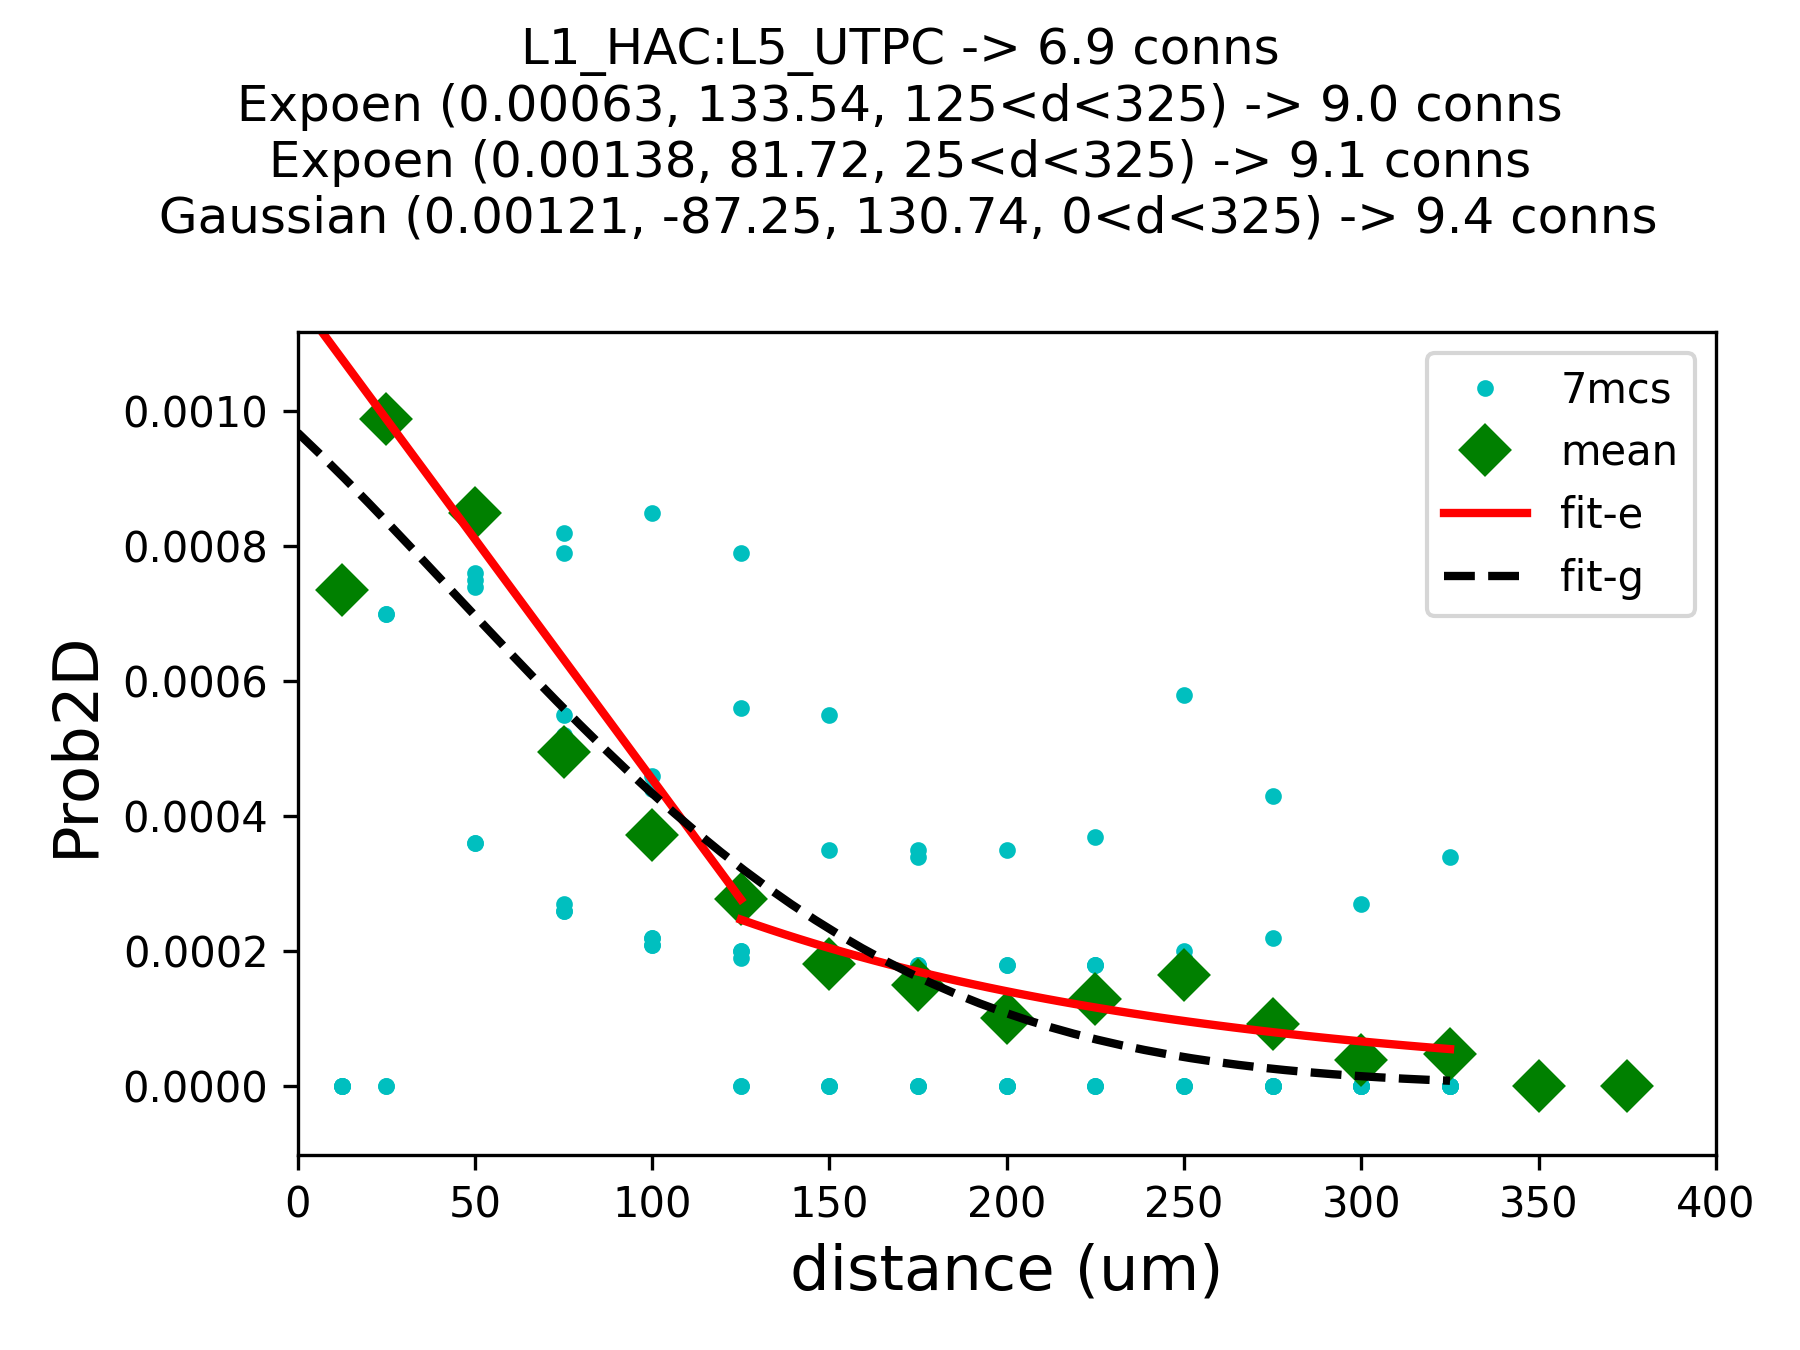 L1_HAC:L5_UTPC -> 6.9 conns
Expoen (0.00063, 133.54, 125<d<325) -> 9.0 conns
Expoen (0.00138, 81.72, 25<d<325) -> 9.1 conns
Gaussian (0.00121, -87.25, 130.74, 0<d<325) -> 9.4 conns
7mcs
mean
fit-e
fit-g
Prob2D
0.0010
0.0008
0.0006
0.0004
0.0002
0.0000
0 50 100 150 200 250 300 350 400
distance (um)